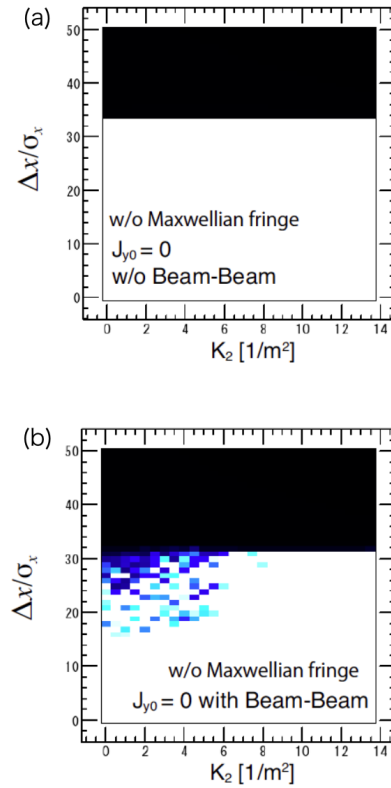 (a)
50
40
30
20
10
0
Δx/σₓ
w/o Maxwellian fringe
J_y0 = 0
w/o Beam-Beam
0 2 4 6 8 10 12 14
K₂ [1/m²]
(b)
50
40
30
20
10
0
Δx/σₓ
w/o Maxwellian fringe
J_y0 = 0 with Beam-Beam
0 2 4 6 8 10 12 14
K₂ [1/m²]